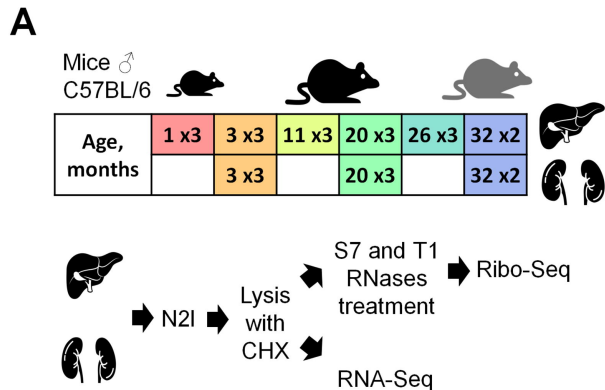 A
Mice ♂
C57BL/6
Age, months
1 x3
3 x3
11 x3
20 x3
26 x3
32 x2
3 x3
20 x3
32 x2
N2l
Lysis
with
CHX
S7 and T1
RNases
treatment
Ribo-Seq
RNA-Seq